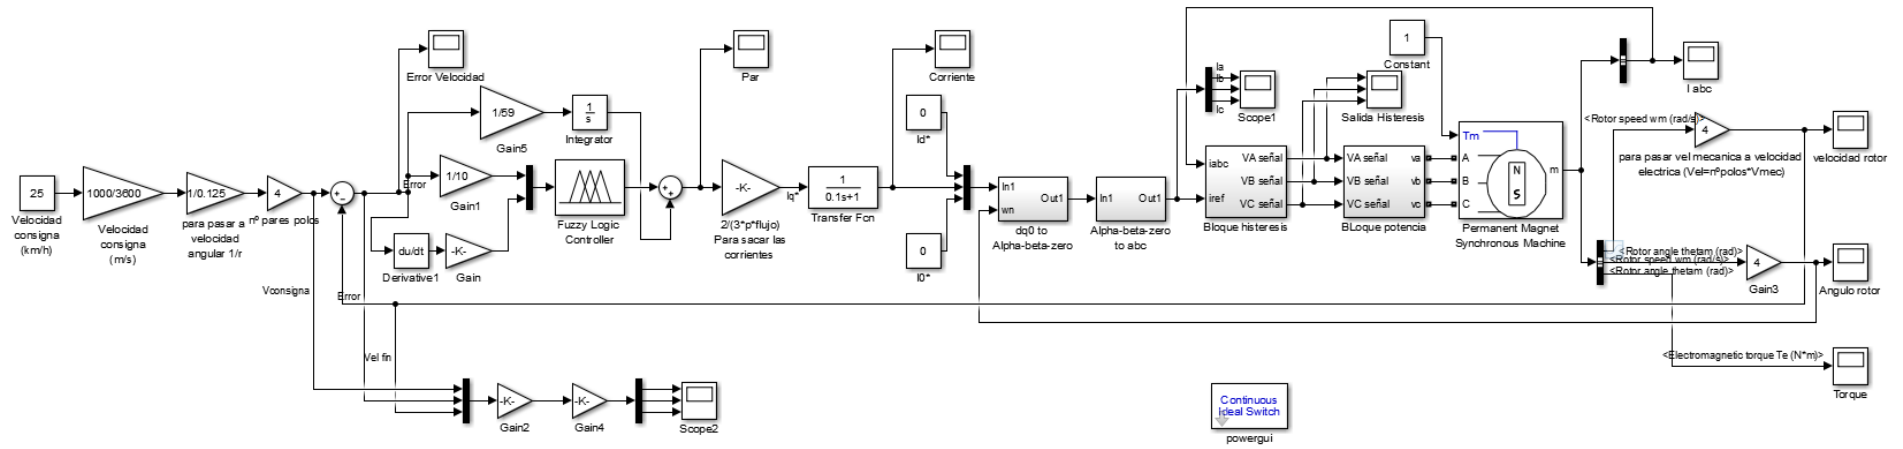 25
Velocidad
consigna
(km/h)
1000/3600
Velocidad
consigna
(m/s)
1/0.125
para pasar a
velocidad
angular 1/r
4
nº pares polos
Vconsigna
Error
Vel fin
Error Velocidad
1/59
Gain5
1
s
Integrator
Error
1/10
Gain1
du/dt
Derivative1
-K-
Gain
Fuzzy Logic
Controller
Par
-K-
2/(3*p*flujo)
Para sacar las
corrientes
Iq*
1
0.1s+1
Transfer Fcn
Corriente
0
Id*
0
I0*
In1
wn
Out1
dq0 to
Alpha-beta-zero
In1
Out1
Alpha-beta-zero
to abc
Ia
Ib
Ic
Scope1
iabc
iref
VA señal
VB señal
VC señal
Bloque histeresis
Salida Histeresis
1
Constant
VA señal
VB señal
VC señal
va
vb
vc
BLoque potencia
Tm
A
B
C
N
S
m
Permanent Magnet
Synchronous Machine
I abc
<Rotor speed wm (rad/s)>
4
para pasar vel mecanica a velocidad
electrica (Vel=nºpolos*Vmec)
velocidad rotor
<Rotor angle thetam (rad)>
<Rotor speed wm (rad/s)>
<Rotor angle thetam (rad)>
4
Gain3
Angulo rotor
<Electromagnetic torque Te (N*m)>
Torque
-K-
Gain2
-K-
Gain4
Scope2
Continuous
Ideal Switch
powergui